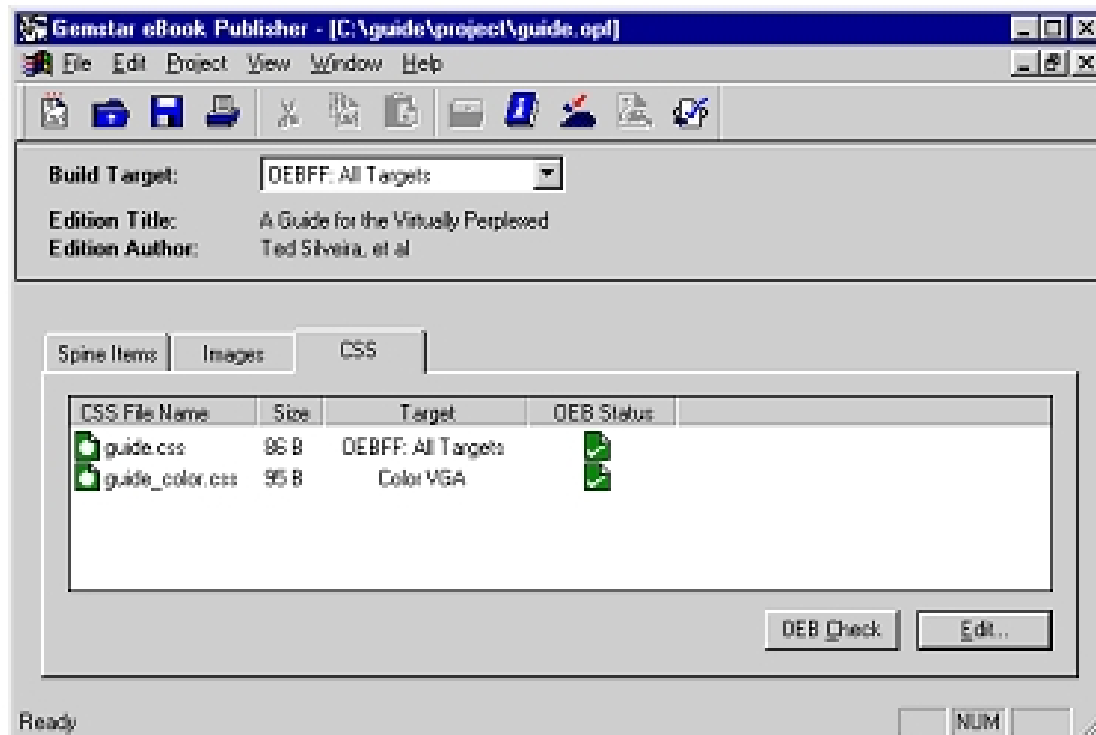 Gemstar eBook Publisher - [C:\guide\project\guide.opf]
File Edit Project View Window Help
Build Target: OEBFF: All Targets
Edition Title: A Guide for the Virtually Perplexed
Edition Author: Ted Silveira, et al
Spine Items Images CSS
CSS File Name Size Target OEB Status
guide.css 86 B OEBFF: All Targets
guide_color.css 95 B Color VGA
OEB Check Edit...
Ready NUM